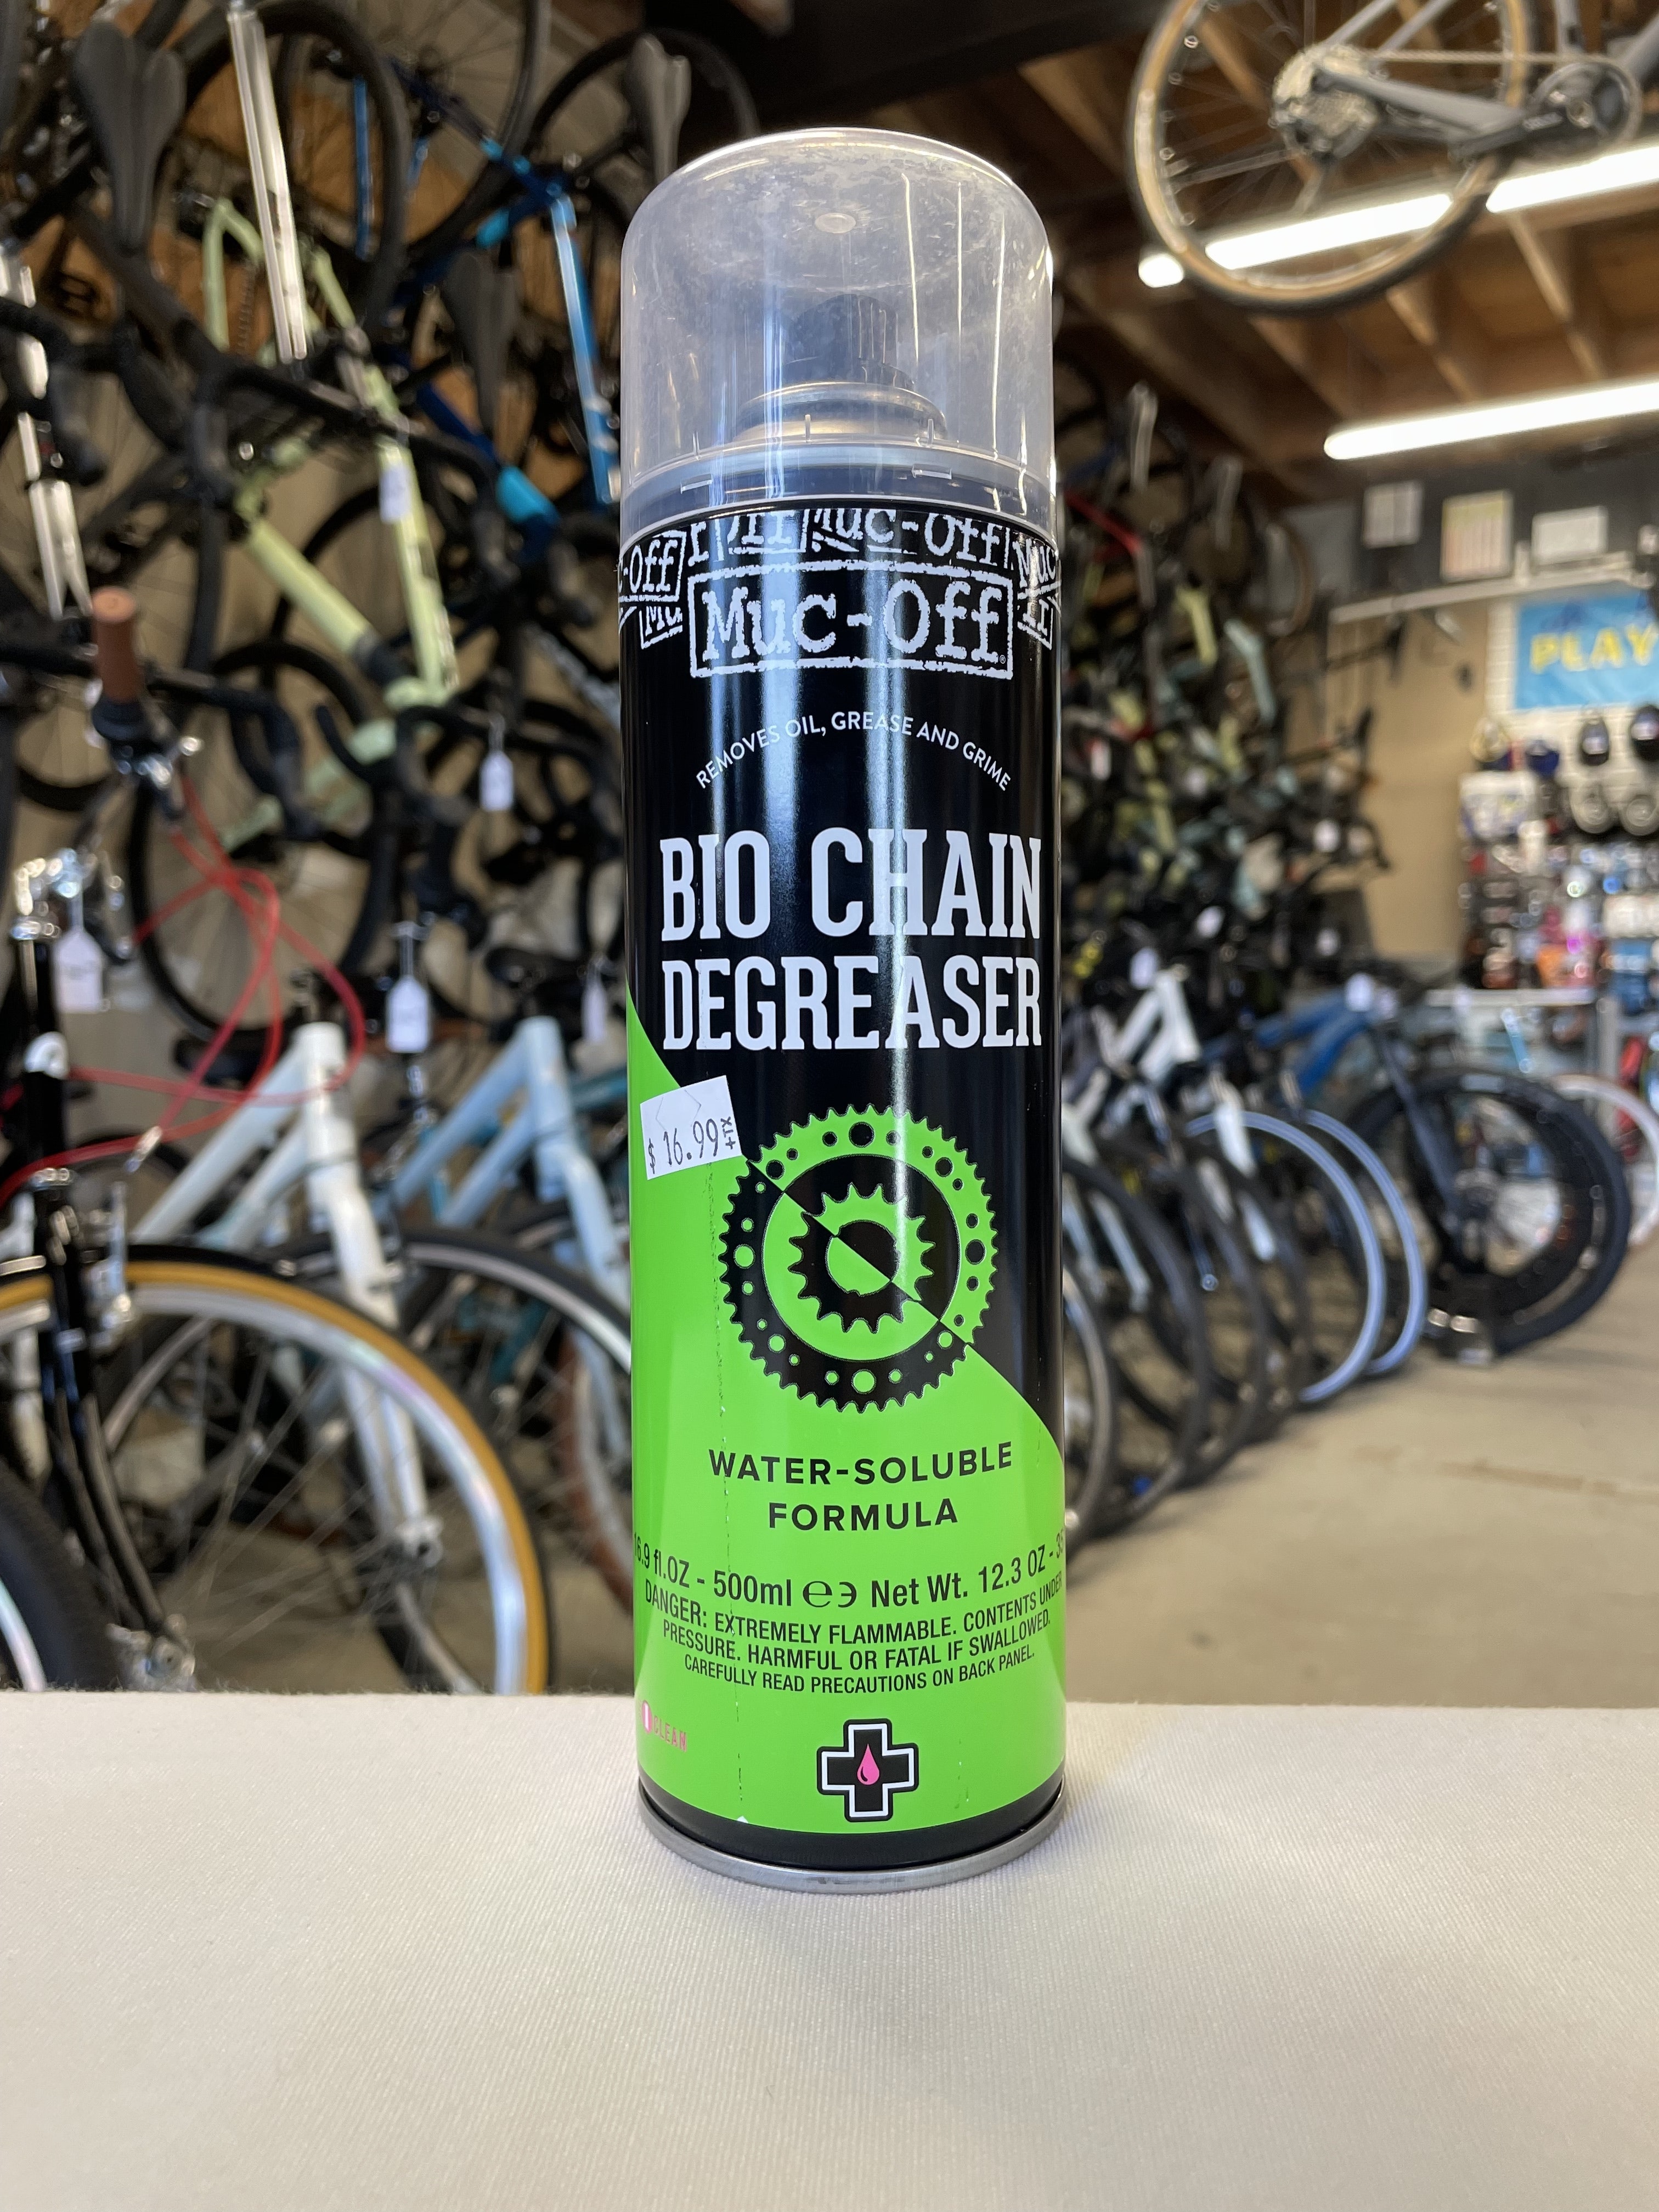 Muc-Off
Muc-Off®
REMOVES OIL, GREASE AND GRIME
BIO CHAIN
DEGREASER
$16.99 +TX
WATER-SOLUBLE
FORMULA
16.9 fl.OZ - 500ml ℮ Net Wt. 12.3 OZ -
DANGER: EXTREMELY FLAMMABLE. CONTENTS UNDER
PRESSURE. HARMFUL OR FATAL IF SWALLOWED.
CAREFULLY READ PRECAUTIONS ON BACK PANEL.
CLEAN
PLAY